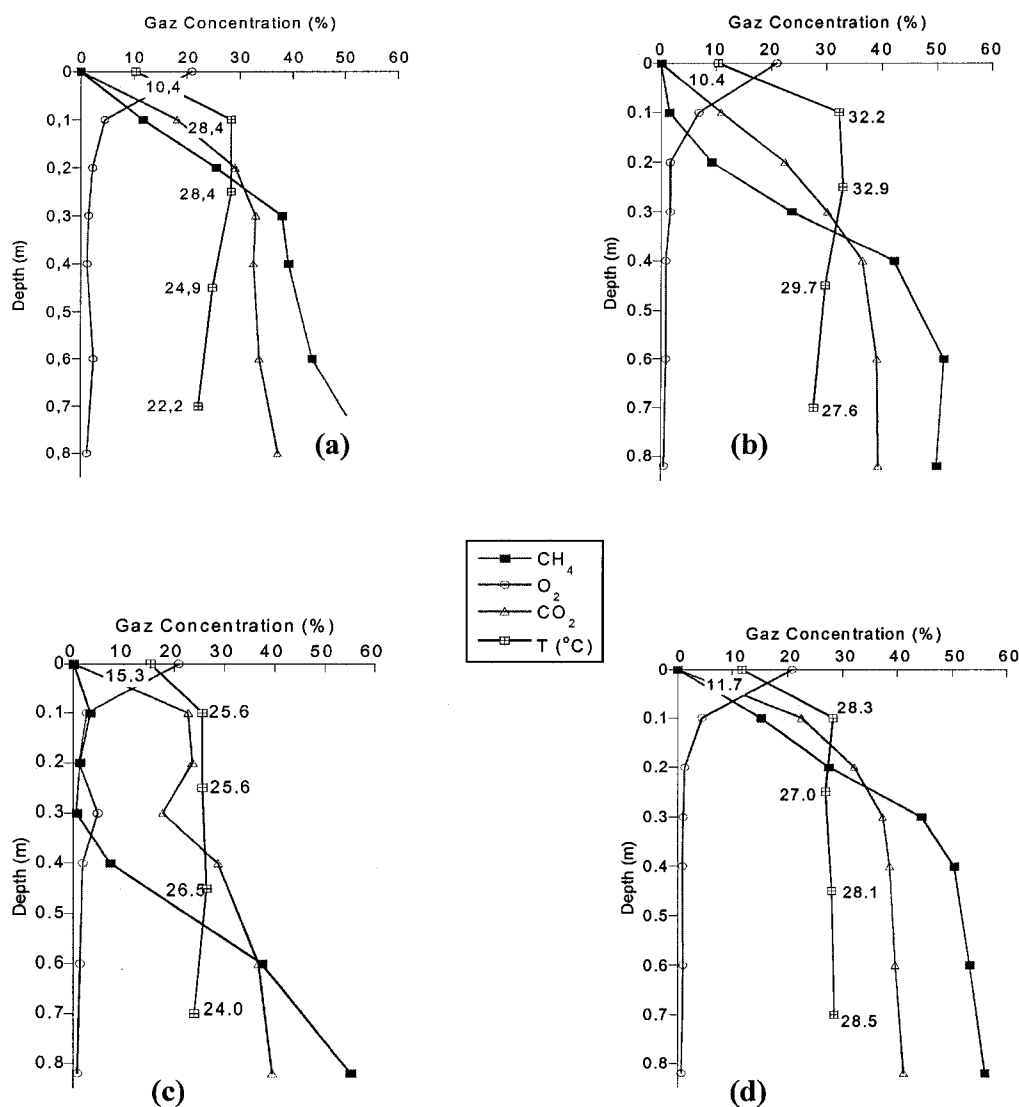 Gaz Concentration (%)
0 10 20 30 40 50 60
Depth (m)
0
0,1
0,2
0,3
0,4
0,5
0,6
0,7
0,8
10,4
28,4
28,4
24,9
22,2
(a)
Gaz Concentration (%)
0 10 20 30 40 50 60
Depth (m)
0
0.1
0.2
0.3
0.4
0.5
0.6
0.7
0.8
10.4
32.2
32.9
29.7
27.6
(b)
CH4
O2
CO2
T (°C)
Gaz Concentration (%)
0 10 20 30 40 50 60
Depth (m)
0
0.1
0.2
0.3
0.4
0.5
0.6
0.7
0.8
15.3
25.6
25.6
26.5
24.0
(c)
Gaz Concentration (%)
0 10 20 30 40 50 60
Depth (m)
0
0.1
0.2
0.3
0.4
0.5
0.6
0.7
0.8
11.7
28.3
27.0
28.1
28.5
(d)